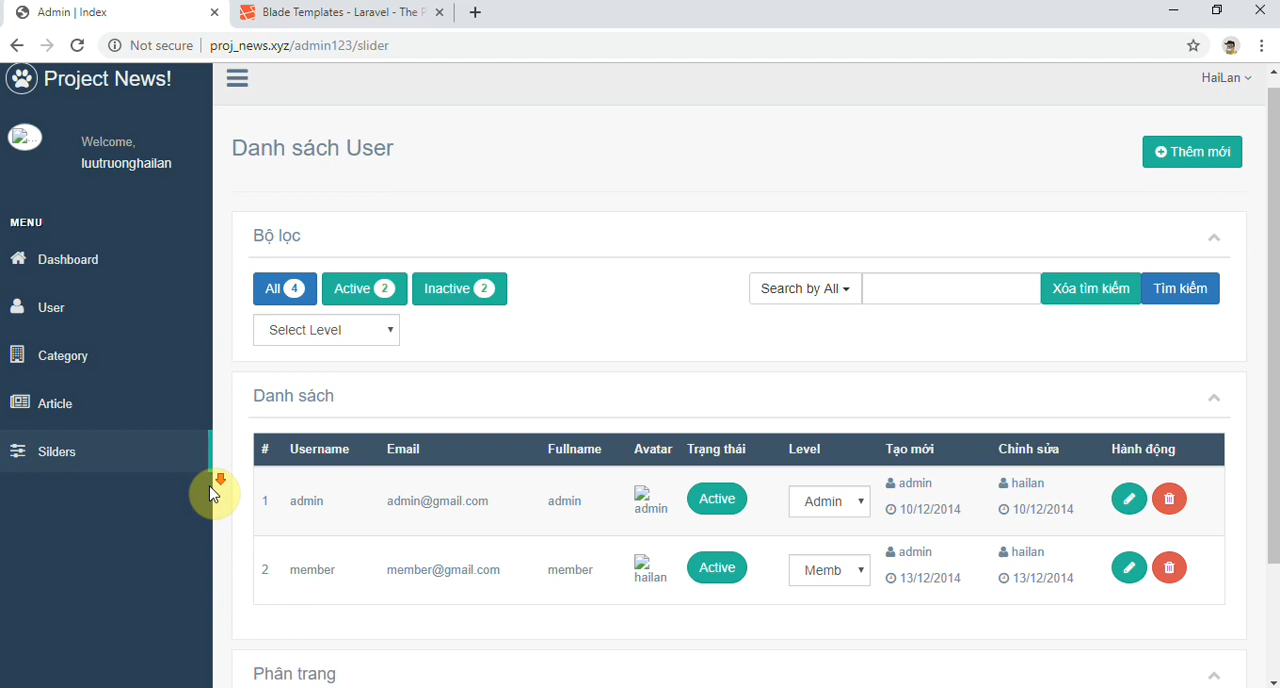 Admin | Index
Blade Templates - Laravel - The P
Not secure
proj_news.xyz/admin123/slider
Project News!
HaiLan
Welcome,
luutruonghailan
Danh sách User
Thêm mới
MENU
Dashboard
User
Category
Article
Silders
Bộ lọc
All 4
Active 2
Inactive 2
Search by All
Xóa tìm kiếm
Tìm kiếm
Select Level
Danh sách
# Username Email Fullname Avatar Trạng thái Level Tạo mới Chỉnh sửa Hành động
1 admin admin@gmail.com admin admin Active Admin admin 10/12/2014 hailan 10/12/2014
2 member member@gmail.com member hailan Active Memb admin 13/12/2014 hailan 13/12/2014
Phân trang